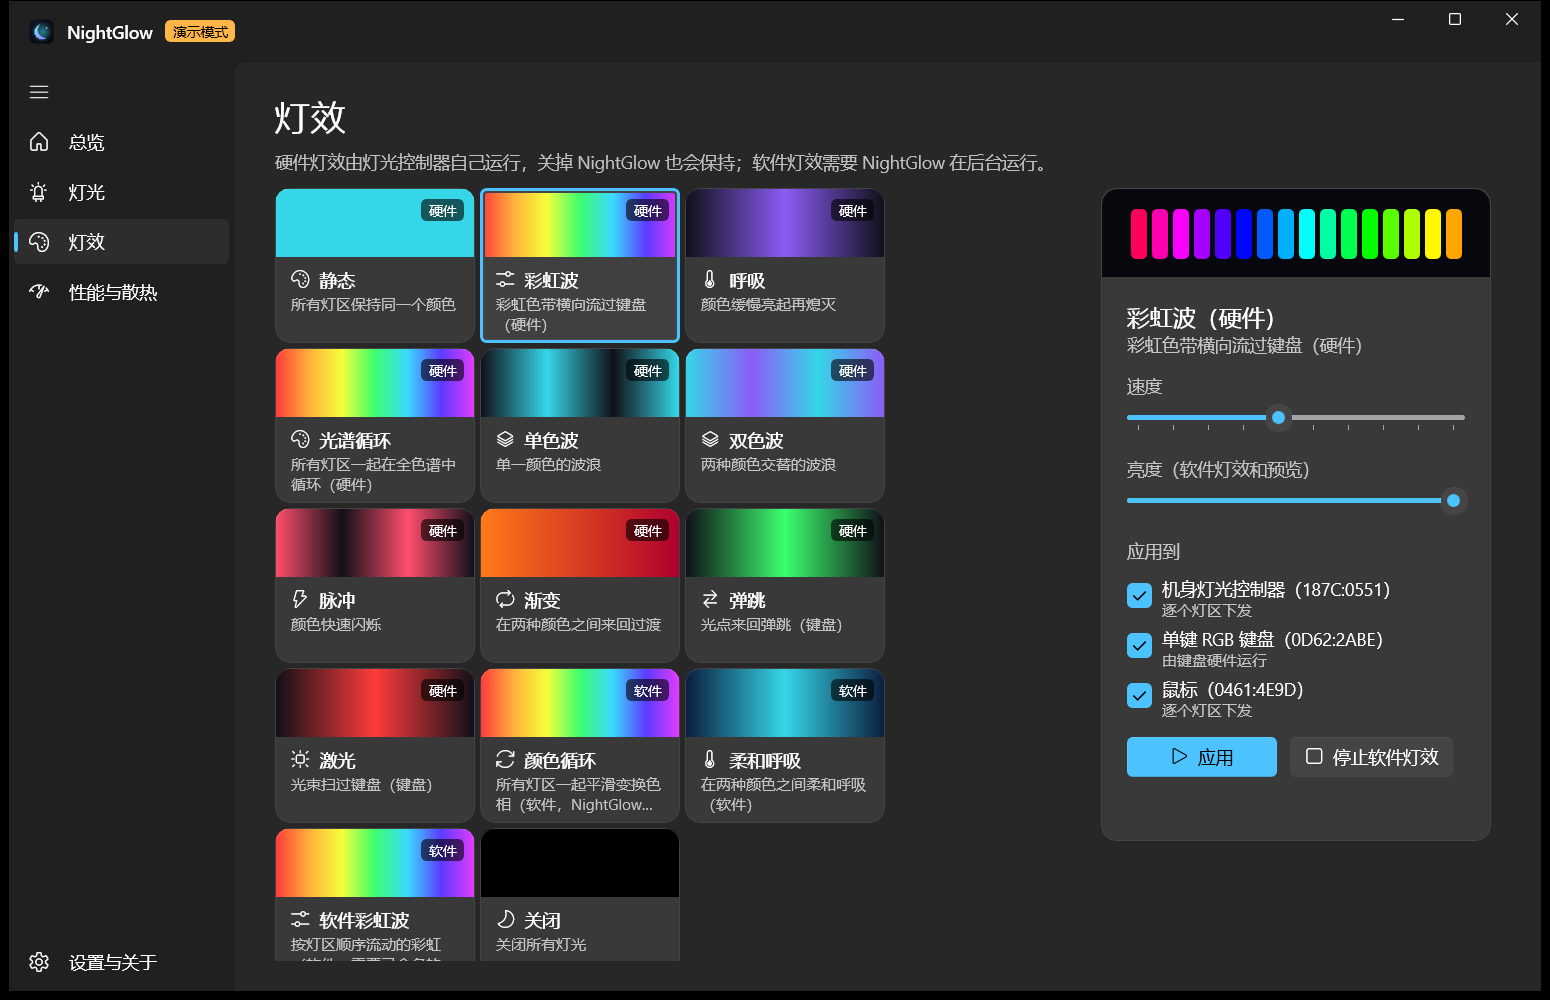 NightGlow 演示模式
总览
灯光
灯效
性能与散热
设置与关于
灯效
硬件灯效由灯光控制器自己运行，关掉 NightGlow 也会保持；软件灯效需要 NightGlow 在后台运行。
硬件
静态
所有灯区保持同一个颜色
硬件
彩虹波
彩虹色带横向流过键盘
（硬件）
硬件
呼吸
颜色缓慢亮起再熄灭
硬件
光谱循环
所有灯区一起在全色谱中
循环（硬件）
硬件
单色波
单一颜色的波浪
硬件
双色波
两种颜色交替的波浪
硬件
脉冲
颜色快速闪烁
硬件
渐变
在两种颜色之间来回过渡
硬件
弹跳
光点来回弹跳（键盘）
硬件
激光
光束扫过键盘（键盘）
软件
颜色循环
所有灯区一起平滑变换色
相（软件，NightGlow...
软件
柔和呼吸
在两种颜色之间柔和呼吸
（软件）
软件
软件彩虹波
按灯区顺序流动的彩虹
关闭
关闭所有灯光
彩虹波（硬件）
彩虹色带横向流过键盘（硬件）
速度
亮度（软件灯效和预览）
应用到
机身灯光控制器（187C:0551）
逐个灯区下发
单键 RGB 键盘（0D62:2ABE）
由键盘硬件运行
鼠标（0461:4E9D）
逐个灯区下发
应用
停止软件灯效